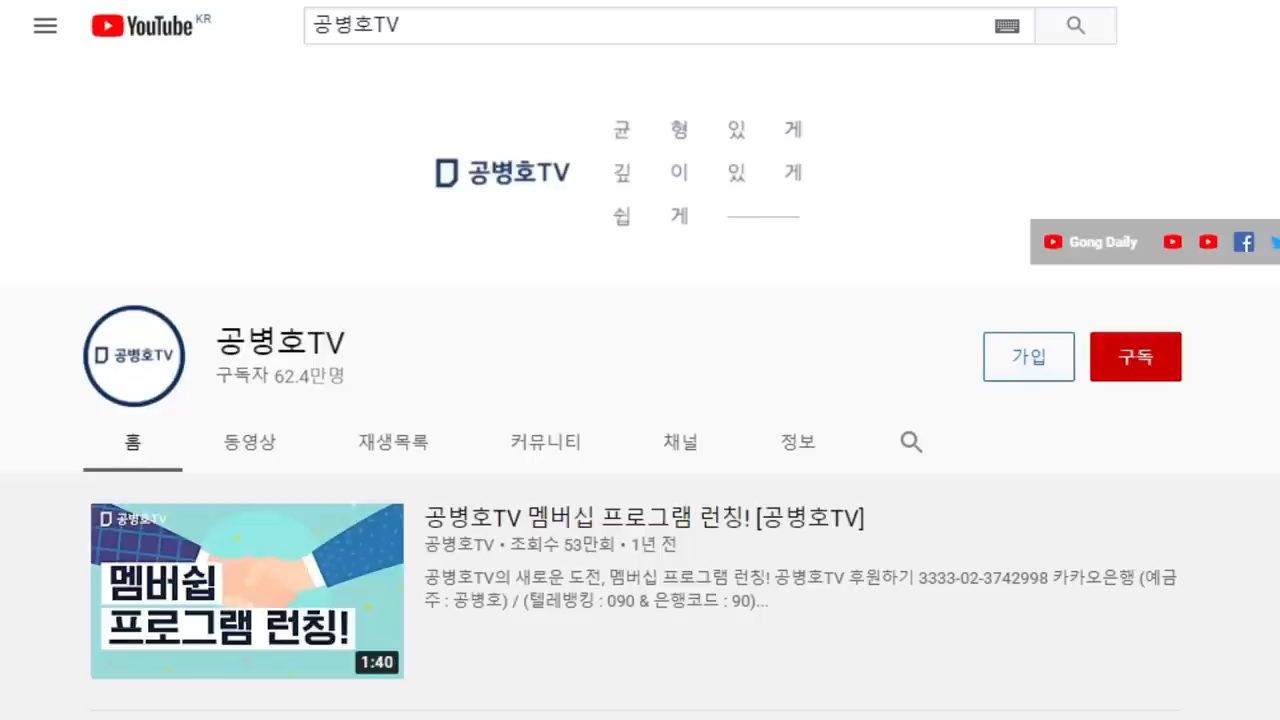 YouTube KR
공병호TV
균 형 있 게
공병호TV
깊 이 있 게
쉽 게
Gong Daily
공병호TV
공병호TV
구독자 62.4만명
가입
구독
홈
동영상
재생목록
커뮤니티
채널
정보
공병호TV
멤버쉽
프로그램 런칭!
1:40
공병호TV 멤버십 프로그램 런칭! [공병호TV]
공병호TV • 조회수 53만회 • 1년 전
공병호TV의 새로운 도전, 멤버십 프로그램 런칭! 공병호TV 후원하기 3333-02-3742998 카카오은행 (예금
주 : 공병호) / (텔레뱅킹 : 090 & 은행코드 : 90)...